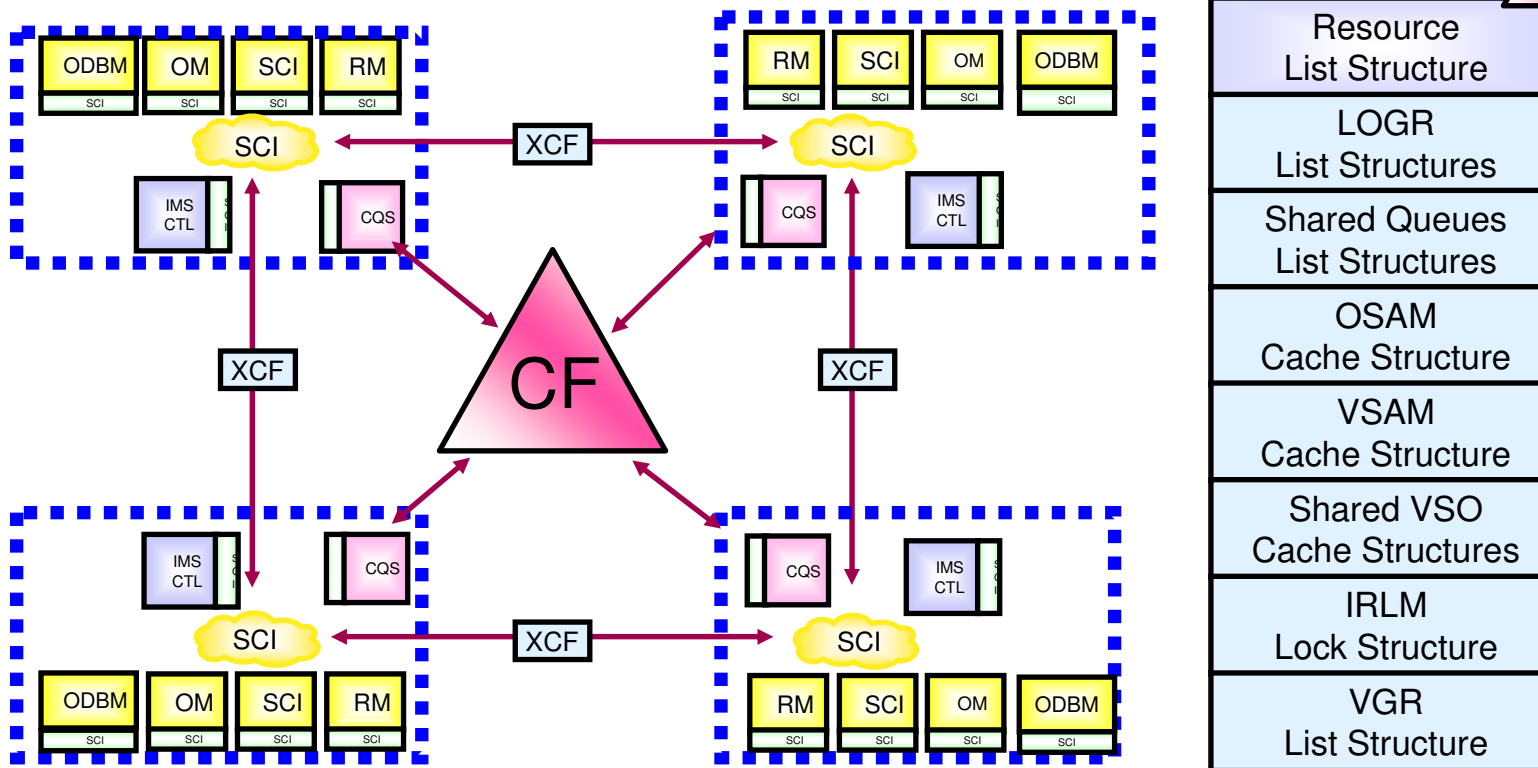 ODBM
OM
SCI
RM
SCI
SCI
SCI
SCI
SCI
IMS
CTL
SCI
CQS
XCF
RM
SCI
OM
ODBM
SCI
SCI
SCI
SCI
SCI
CQS
IMS
CTL
XCF
CF
XCF
IMS
CTL
SCI
CQS
SCI
ODBM
OM
SCI
RM
SCI
SCI
SCI
SCI
XCF
CQS
IMS
CTL
SCI
RM
SCI
OM
ODBM
SCI
SCI
SCI
SCI
Resource
List Structure
LOGR
List Structures
Shared Queues
List Structures
OSAM
Cache Structure
VSAM
Cache Structure
Shared VSO
Cache Structures
IRLM
Lock Structure
VGR
List Structure